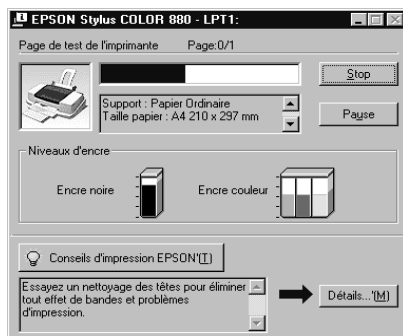 EPSON Stylus COLOR 880 - LPT1:
Page de test de l'imprimante Page:0/1
Stop
Support : Papier Ordinaire
Taille papier : A4 210 x 297 mm
Pause
Niveaux d'encre
Encre noire
Encre couleur
Conseils d'impression EPSON'(T)
Essayez un nettoyage des têtes pour éliminer
tout effet de bandes et problèmes
d'impression.
Détails...'(M)